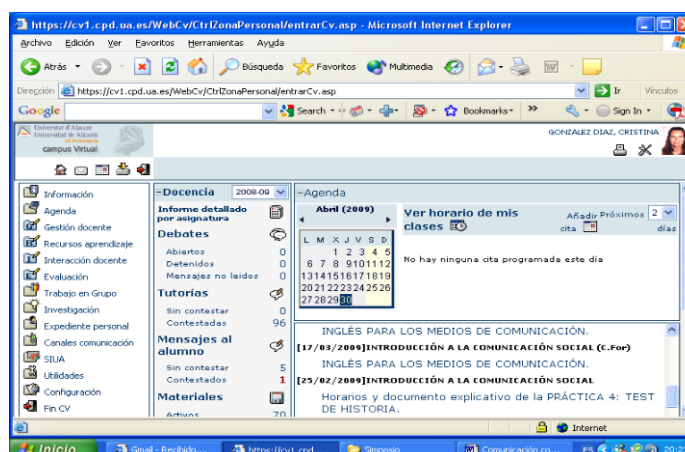 https://cv1.cpd.ua.es/WebCv/CtrlZonaPersonal/entrarCv.asp - Microsoft Internet Explorer
Archivo Edición Ver Favoritos Herramientas Ayuda
Atrás Búsqueda Favoritos Multimedia
Dirección https://cv1.cpd.ua.es/WebCv/CtrlZonaPersonal/entrarCv.asp Ir Vínculos
Google Search Bookmarks Sign In
Universitat d'Alacant
Universidad de Alicante
campus Virtual
GONZALEZ DIAZ, CRISTINA
Información
Agenda
Gestión docente
Recursos aprendizaje
Interacción docente
Evaluación
Trabajo en Grupo
Investigación
Expediente personal
Canales comunicación
SIUA
Utilidades
Configuración
Fin CV
-Docencia 2008-09
Informe detallado
por asignatura
Debates
Abiertos 0
Detenidos 0
Mensajes no leidos 0
Tutorías
Sin contestar 0
Contestadas 96
Mensajes al
alumno
Sin contestar 5
Contestados 1
Materiales
Activos 70
-Agenda
Abril (2009)
L M X J V S D
1 2 3 4 5
6 7 8 9 10 11 12
13 14 15 16 17 18 19
20 21 22 23 24 25 26
27 28 29 30
Ver horario de mis
clases
Añadir
cita
Próximos 2
días
No hay ninguna cita programada este día
INGLÉS PARA LOS MEDIOS DE COMUNICACIÓN.
[17/03/2009]INTRODUCCIÓN A LA COMUNICACIÓN SOCIAL (C.For)
INGLÉS PARA LOS MEDIOS DE COMUNICACIÓN.
[25/02/2009]INTRODUCCIÓN A LA COMUNICACIÓN SOCIAL
Horarios y documento explicativo de la PRÁCTICA 4: TEST
DE HISTORIA.
Internet
Inicio Gmail - Recibido... https://cv1.cpd.... Simposio Comunicación co... ES